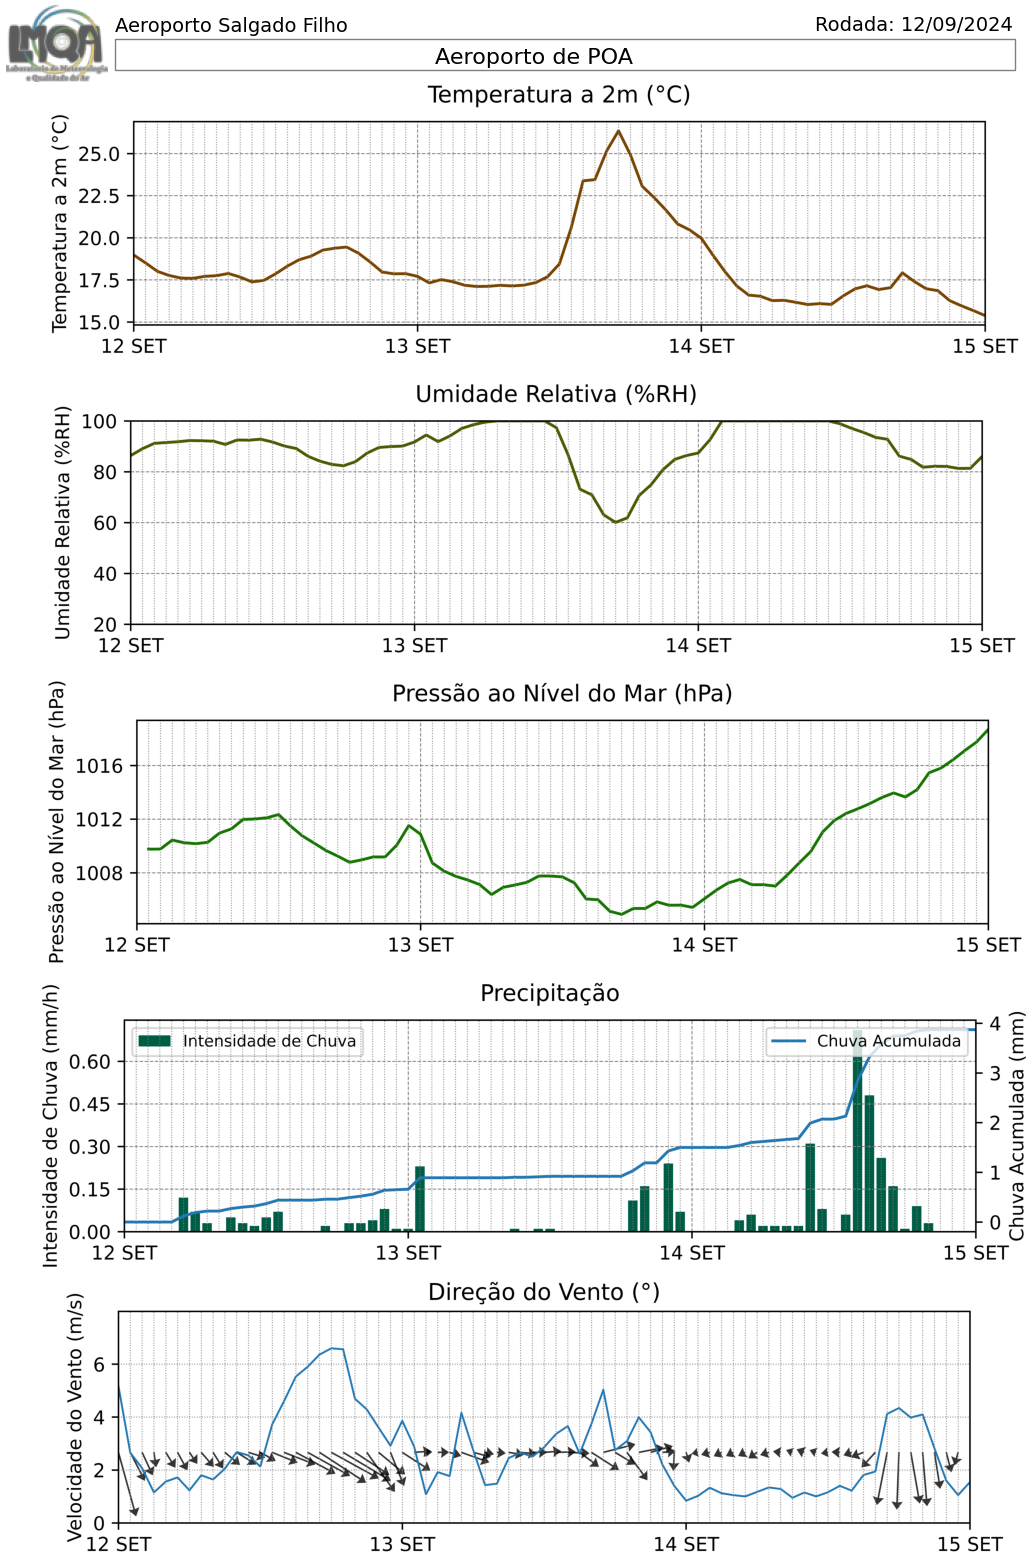 LMQA
Laboratório de Meteorologia
e Qualidade do Ar
Aeroporto Salgado Filho
Rodada: 12/09/2024
Aeroporto de POA
Temperatura a 2m (°C)
Temperatura a 2m (°C)
25.0
22.5
20.0
17.5
15.0
12 SET
13 SET
14 SET
15 SET
Umidade Relativa (%RH)
Umidade Relativa (%RH)
100
80
60
40
20
12 SET
13 SET
14 SET
15 SET
Pressão ao Nível do Mar (hPa)
Pressão ao Nível do Mar (hPa)
1016
1012
1008
12 SET
13 SET
14 SET
15 SET
Precipitação
Intensidade de Chuva (mm/h)
0.60
0.45
0.30
0.15
0.00
Intensidade de Chuva
Chuva Acumulada
4
3
2
1
0
Chuva Acumulada (mm)
12 SET
13 SET
14 SET
15 SET
Direção do Vento (°)
Velocidade do Vento (m/s)
6
4
2
0
12 SET
13 SET
14 SET
15 SET